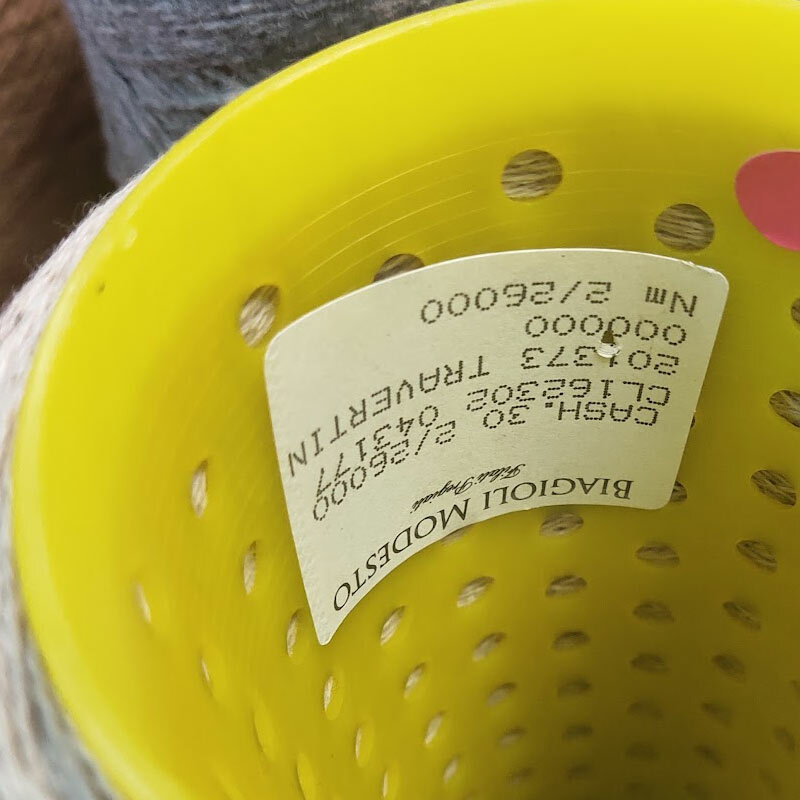 BIAGIOLI MODESTO
Filati Pregiati
CASH.30 2/26000
CL162302 043177
201373 TRAVERTIN
000000
Nm 2/26000